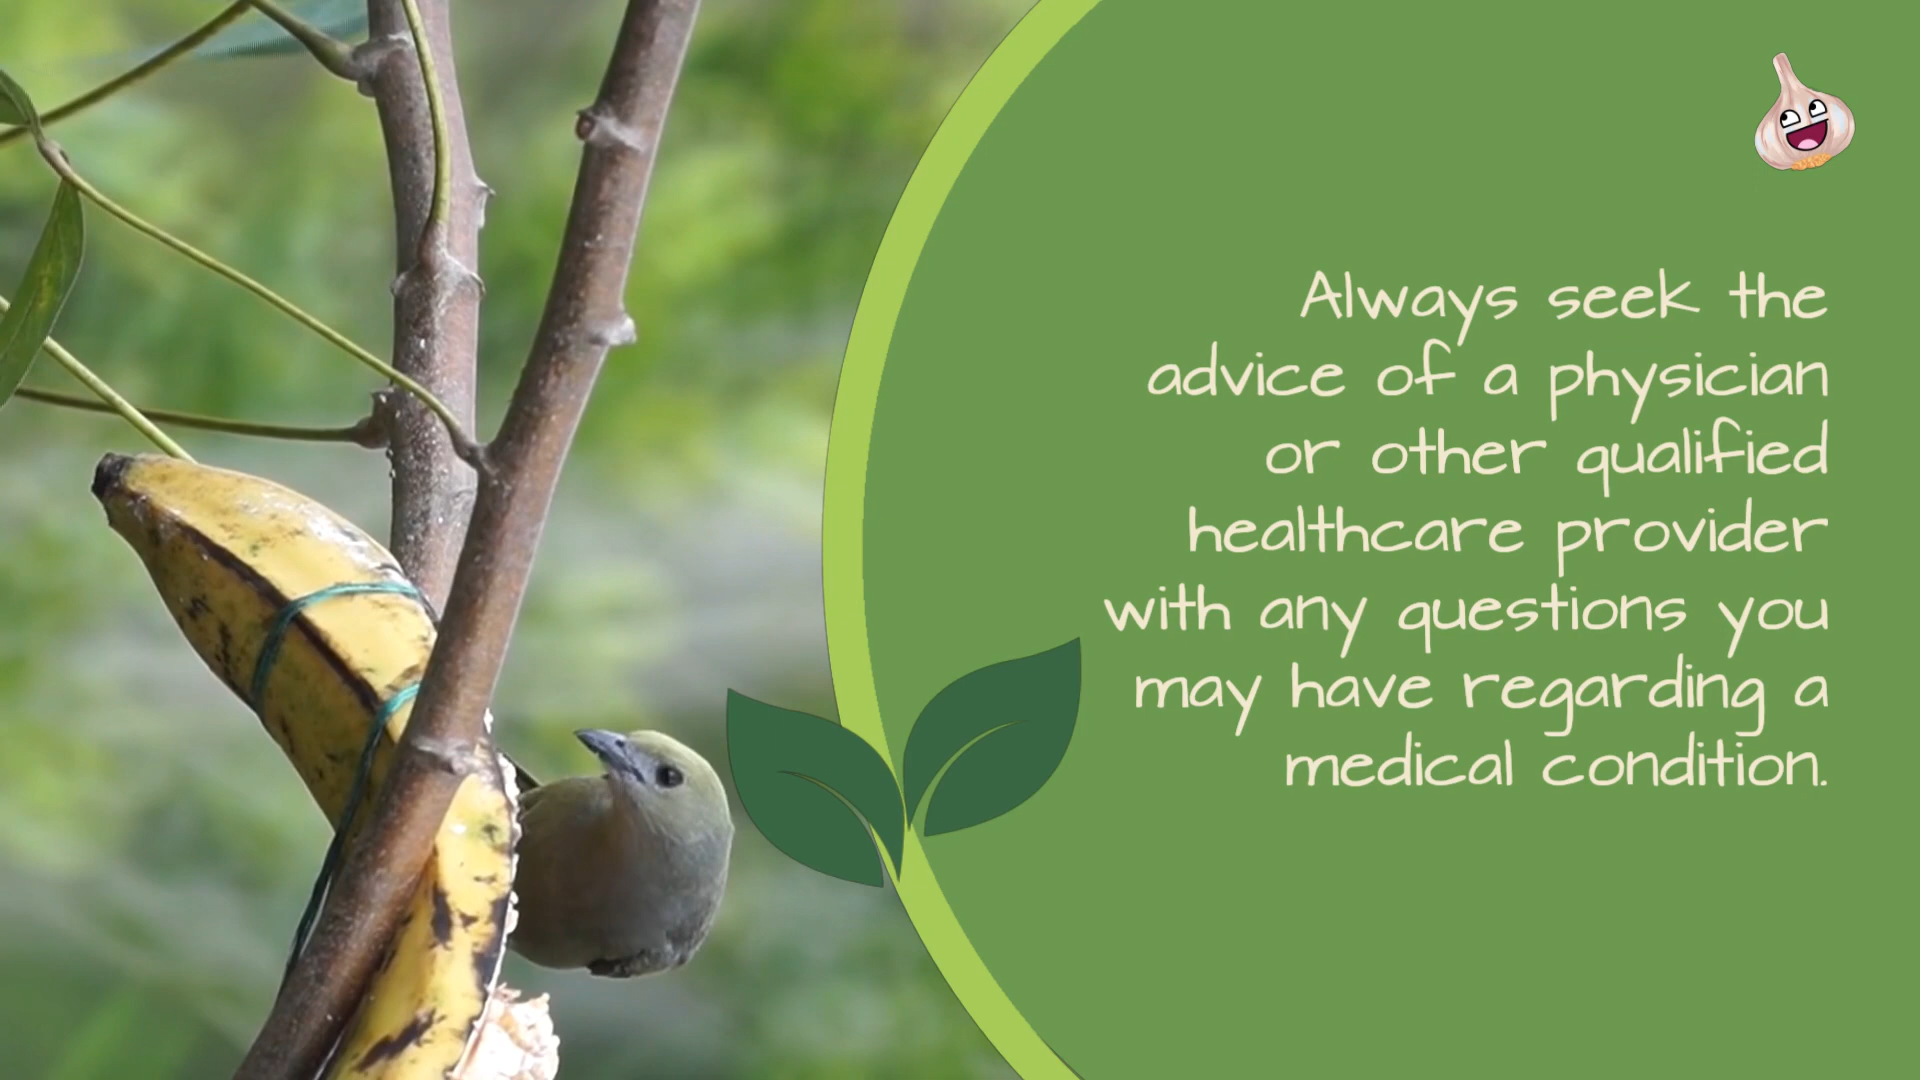 Always seek the
advice of a physician
or other qualified
healthcare provider
with any questions you
may have regarding a
medical condition.